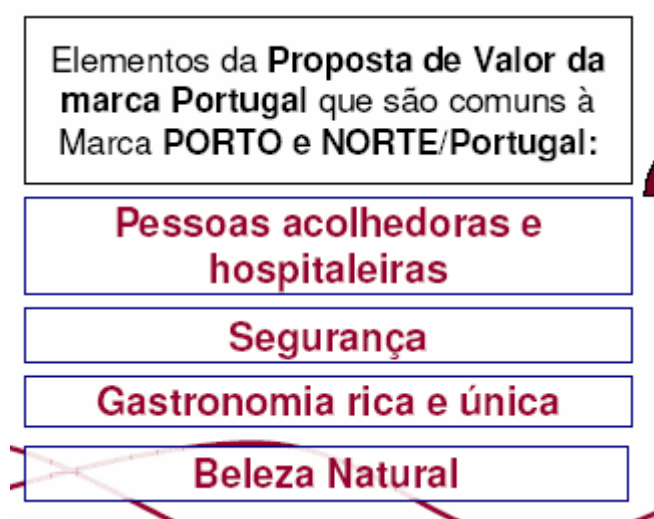 Elementos da Proposta de Valor da
marca Portugal que são comuns à
Marca PORTO e NORTE/Portugal:
Pessoas acolhedoras e
hospitaleiras
Segurança
Gastronomia rica e única
Beleza Natural